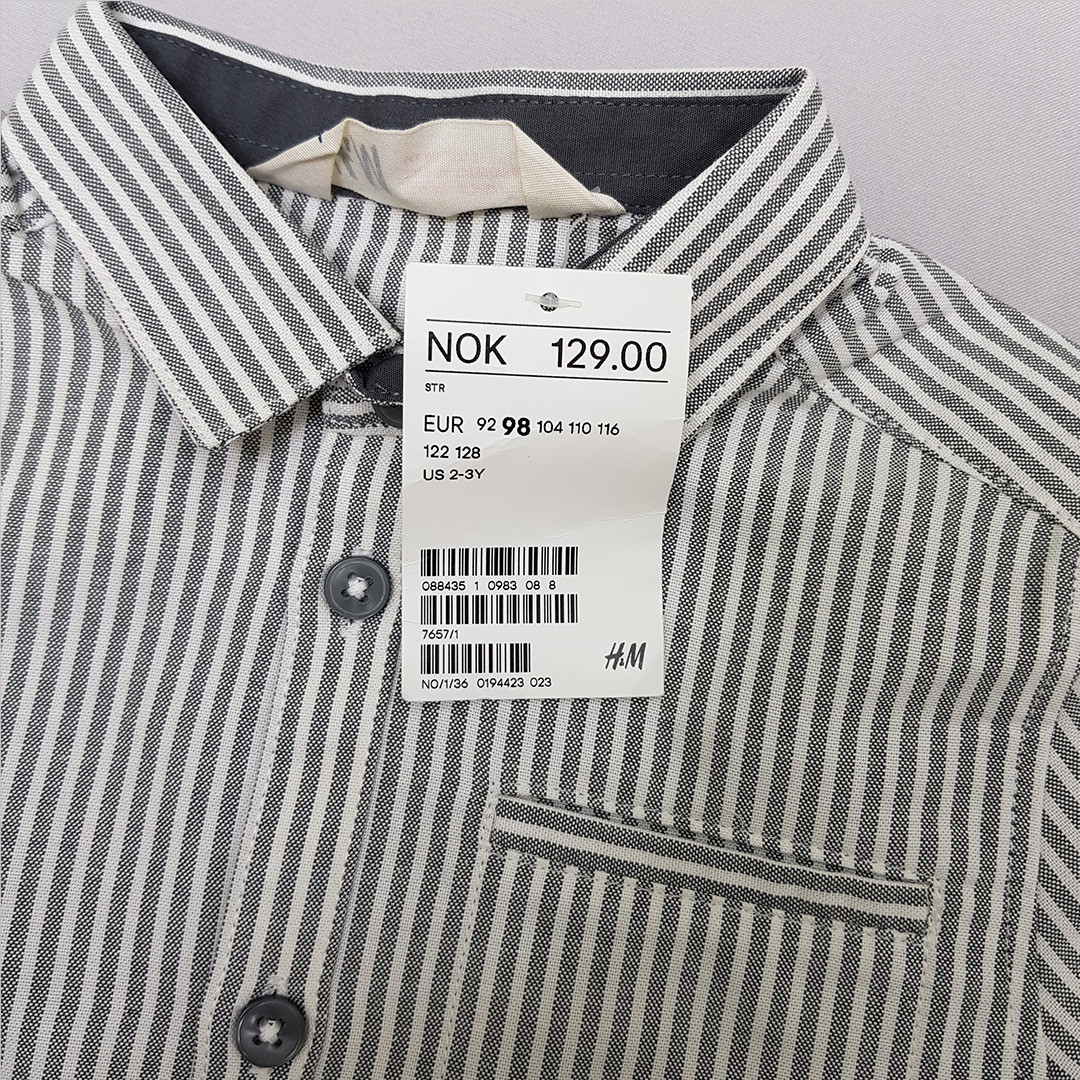 NOK 129.00
STR
EUR 92 98 104 110 116
122 128
US 2-3Y
088435 1 0983 08 8
7657/1
H&M
NO/1/36 0194423 023